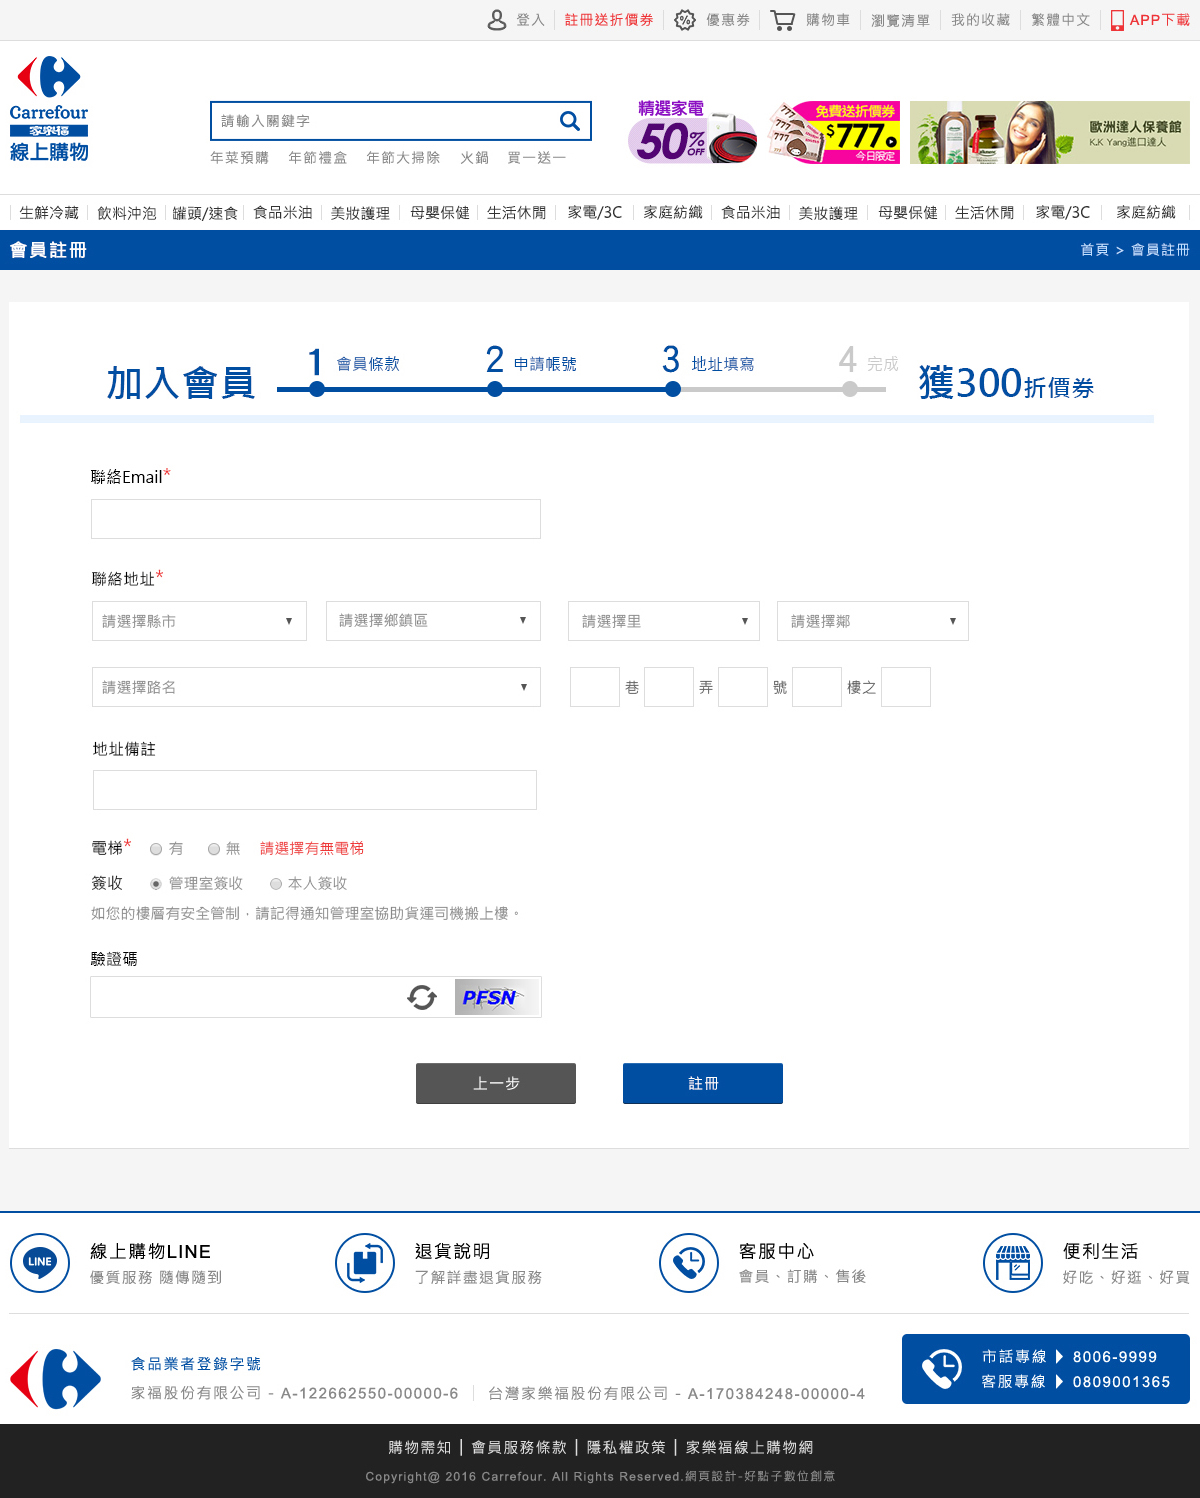 登入
註冊送折價券
優惠券
購物車
瀏覽清單
我的收藏
繁體中文
APP下載
Carrefour
家樂福
線上購物
請輸入關鍵字
年菜預購 年節禮盒 年節大掃除 火鍋 買一送一
精選家電
50%OFF
免費送折價券
$777
777
今日限定
歐洲達人保養館
K.K Yang進口達人
生鮮冷藏 飲料沖泡 罐頭/速食 食品米油 美妝護理 母嬰保健 生活休閒 家電/3C 家庭紡織 食品米油 美妝護理 母嬰保健 生活休閒 家電/3C 家庭紡織
會員註冊
首頁 > 會員註冊
加入會員
1 會員條款
2 申請帳號
3 地址填寫
4 完成
獲300折價券
聯絡Email*
聯絡地址*
請選擇縣市 ▼
請選擇鄉鎮區 ▼
請選擇里 ▼
請選擇鄰 ▼
請選擇路名 ▼
巷 弄 號 樓之
地址備註
電梯* 有 無 請選擇有無電梯
簽收 管理室簽收 本人簽收
如您的樓層有安全管制，請記得通知管理室協助貨運司機搬上樓。
驗證碼
PFSN
上一步
註冊
LINE
線上購物LINE
優質服務 隨傳隨到
退貨說明
了解詳盡退貨服務
客服中心
會員、訂購、售後
便利生活
好吃、好逛、好買
食品業者登錄字號
家福股份有限公司 - A-122662550-00000-6
台灣家樂福股份有限公司 - A-170384248-00000-4
市話專線 8006-9999
客服專線 0809001365
購物需知 | 會員服務條款 | 隱私權政策 | 家樂福線上購物網
Copyright@ 2016 Carrefour. All Rights Reserved.網頁設計-好點子數位創意